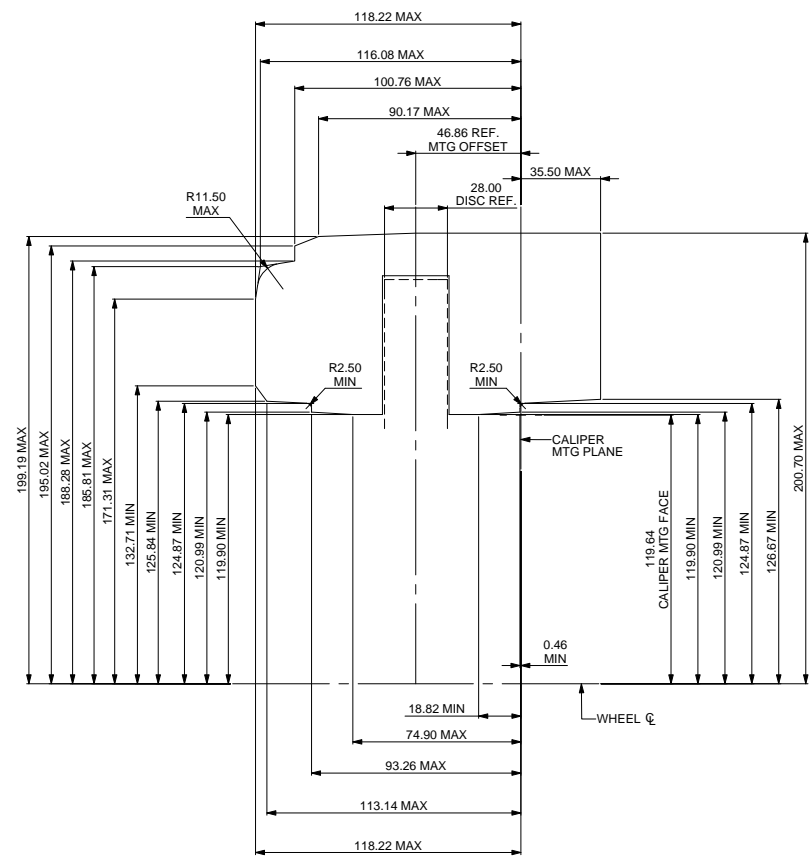 118.22 MAX
116.08 MAX
100.76 MAX
90.17 MAX
46.86 REF.
MTG OFFSET
35.50 MAX
28.00
DISC REF.
R11.50
MAX
R2.50
MIN
R2.50
MIN
CALIPER
MTG PLANE
199.19 MAX
195.02 MAX
188.28 MAX
185.81 MAX
171.31 MAX
132.71 MIN
125.84 MIN
124.87 MIN
120.99 MIN
119.90 MIN
119.64
CALIPER MTG FACE
119.90 MIN
120.99 MIN
124.87 MIN
126.67 MIN
200.70 MAX
0.46
MIN
18.82 MIN
WHEEL ℄
74.90 MAX
93.26 MAX
113.14 MAX
118.22 MAX